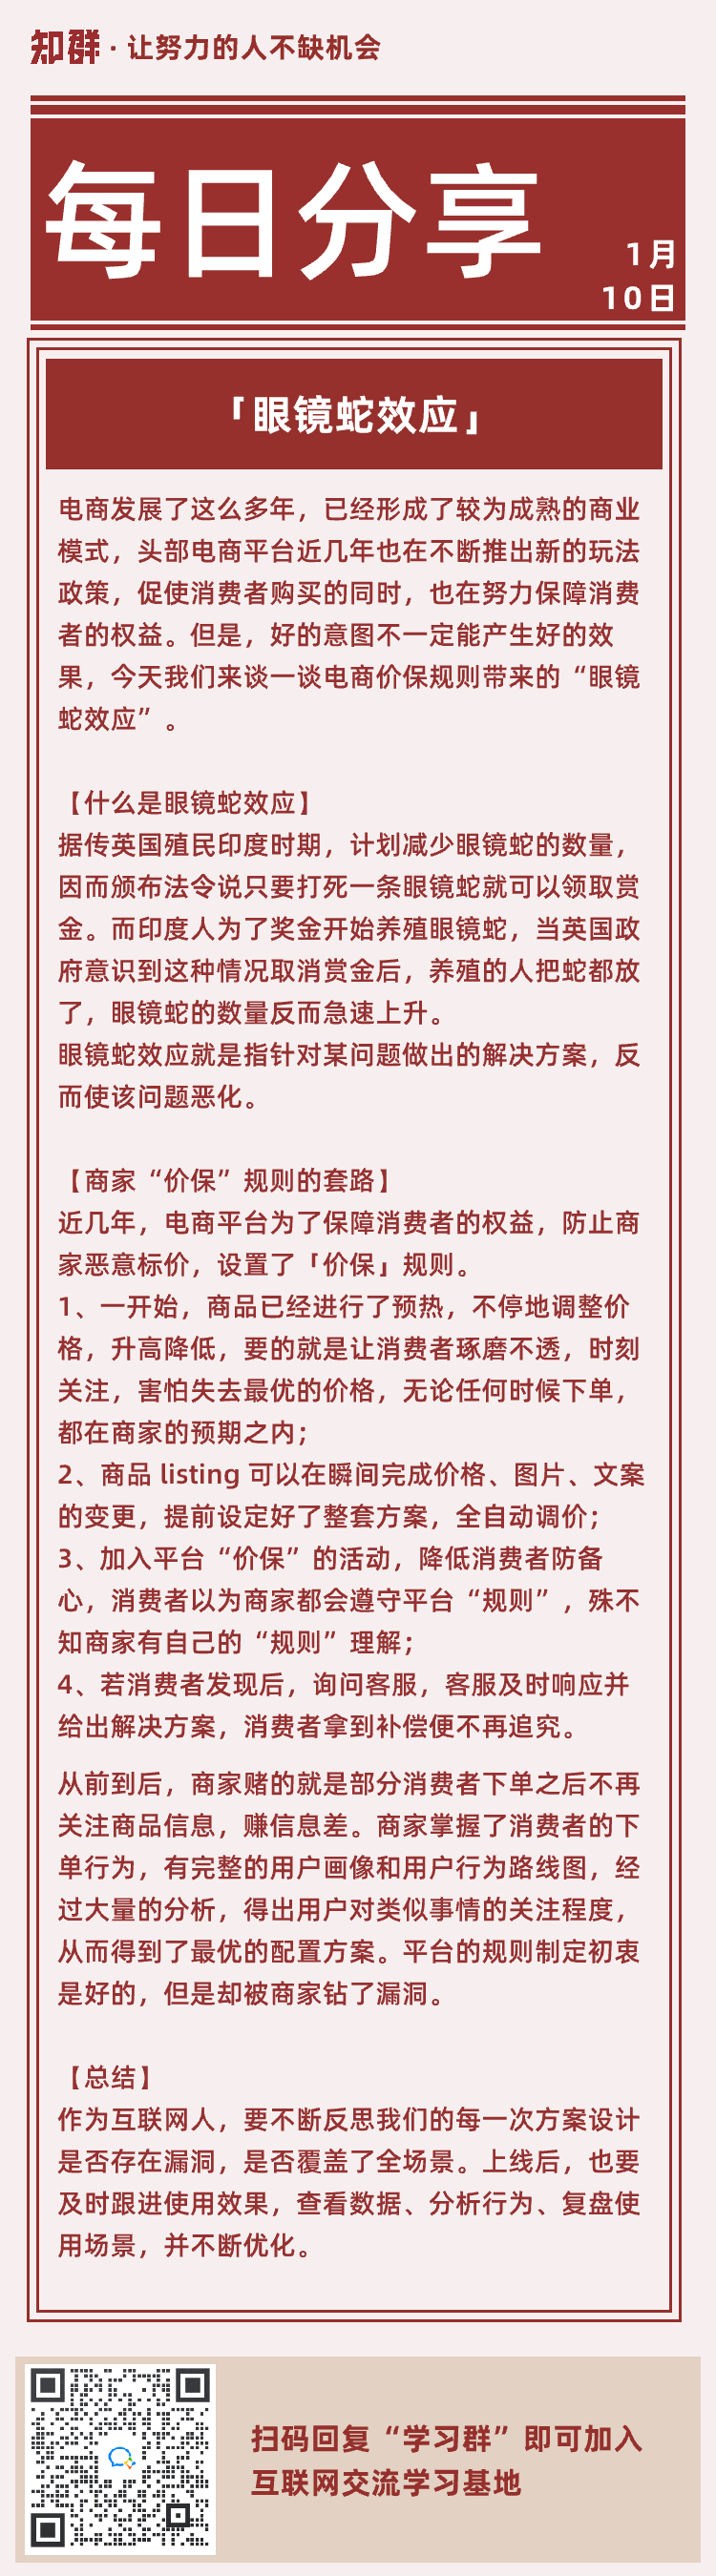 知群 · 让努力的人不缺机会
每日分享
1月
10日
「眼镜蛇效应」
电商发展了这么多年，已经形成了较为成熟的商业
模式，头部电商平台近几年也在不断推出新的玩法
政策，促使消费者购买的同时，也在努力保障消费
者的权益。但是，好的意图不一定能产生好的效
果，今天我们来谈一谈电商价保规则带来的“眼镜
蛇效应”。
【什么是眼镜蛇效应】
据传英国殖民印度时期，计划减少眼镜蛇的数量，
因而颁布法令说只要打死一条眼镜蛇就可以领取赏
金。而印度人为了奖金开始养殖眼镜蛇，当英国政
府意识到这种情况取消赏金后，养殖的人把蛇都放
了，眼镜蛇的数量反而急速上升。
眼镜蛇效应就是指针对某问题做出的解决方案，反
而使该问题恶化。
【商家“价保”规则的套路】
近几年，电商平台为了保障消费者的权益，防止商
家恶意标价，设置了「价保」规则。
1、一开始，商品已经进行了预热，不停地调整价
格，升高降低，要的就是让消费者琢磨不透，时刻
关注，害怕失去最优的价格，无论任何时候下单，
都在商家的预期之内；
2、商品 listing 可以在瞬间完成价格、图片、文案
的变更，提前设定好了整套方案，全自动调价；
3、加入平台“价保”的活动，降低消费者防备
心，消费者以为商家都会遵守平台“规则”，殊不
知商家有自己的“规则”理解；
4、若消费者发现后，询问客服，客服及时响应并
给出解决方案，消费者拿到补偿便不再追究。
从前到后，商家赌的就是部分消费者下单之后不再
关注商品信息，赚信息差。商家掌握了消费者的下
单行为，有完整的用户画像和用户行为路线图，经
过大量的分析，得出用户对类似事情的关注程度，
从而得到了最优的配置方案。平台的规则制定初衷
是好的，但是却被商家钻了漏洞。
【总结】
作为互联网人，要不断反思我们的每一次方案设计
是否存在漏洞，是否覆盖了全场景。上线后，也要
及时跟进使用效果，查看数据、分析行为、复盘使
用场景，并不断优化。
扫码回复“学习群”即可加入
互联网交流学习基地